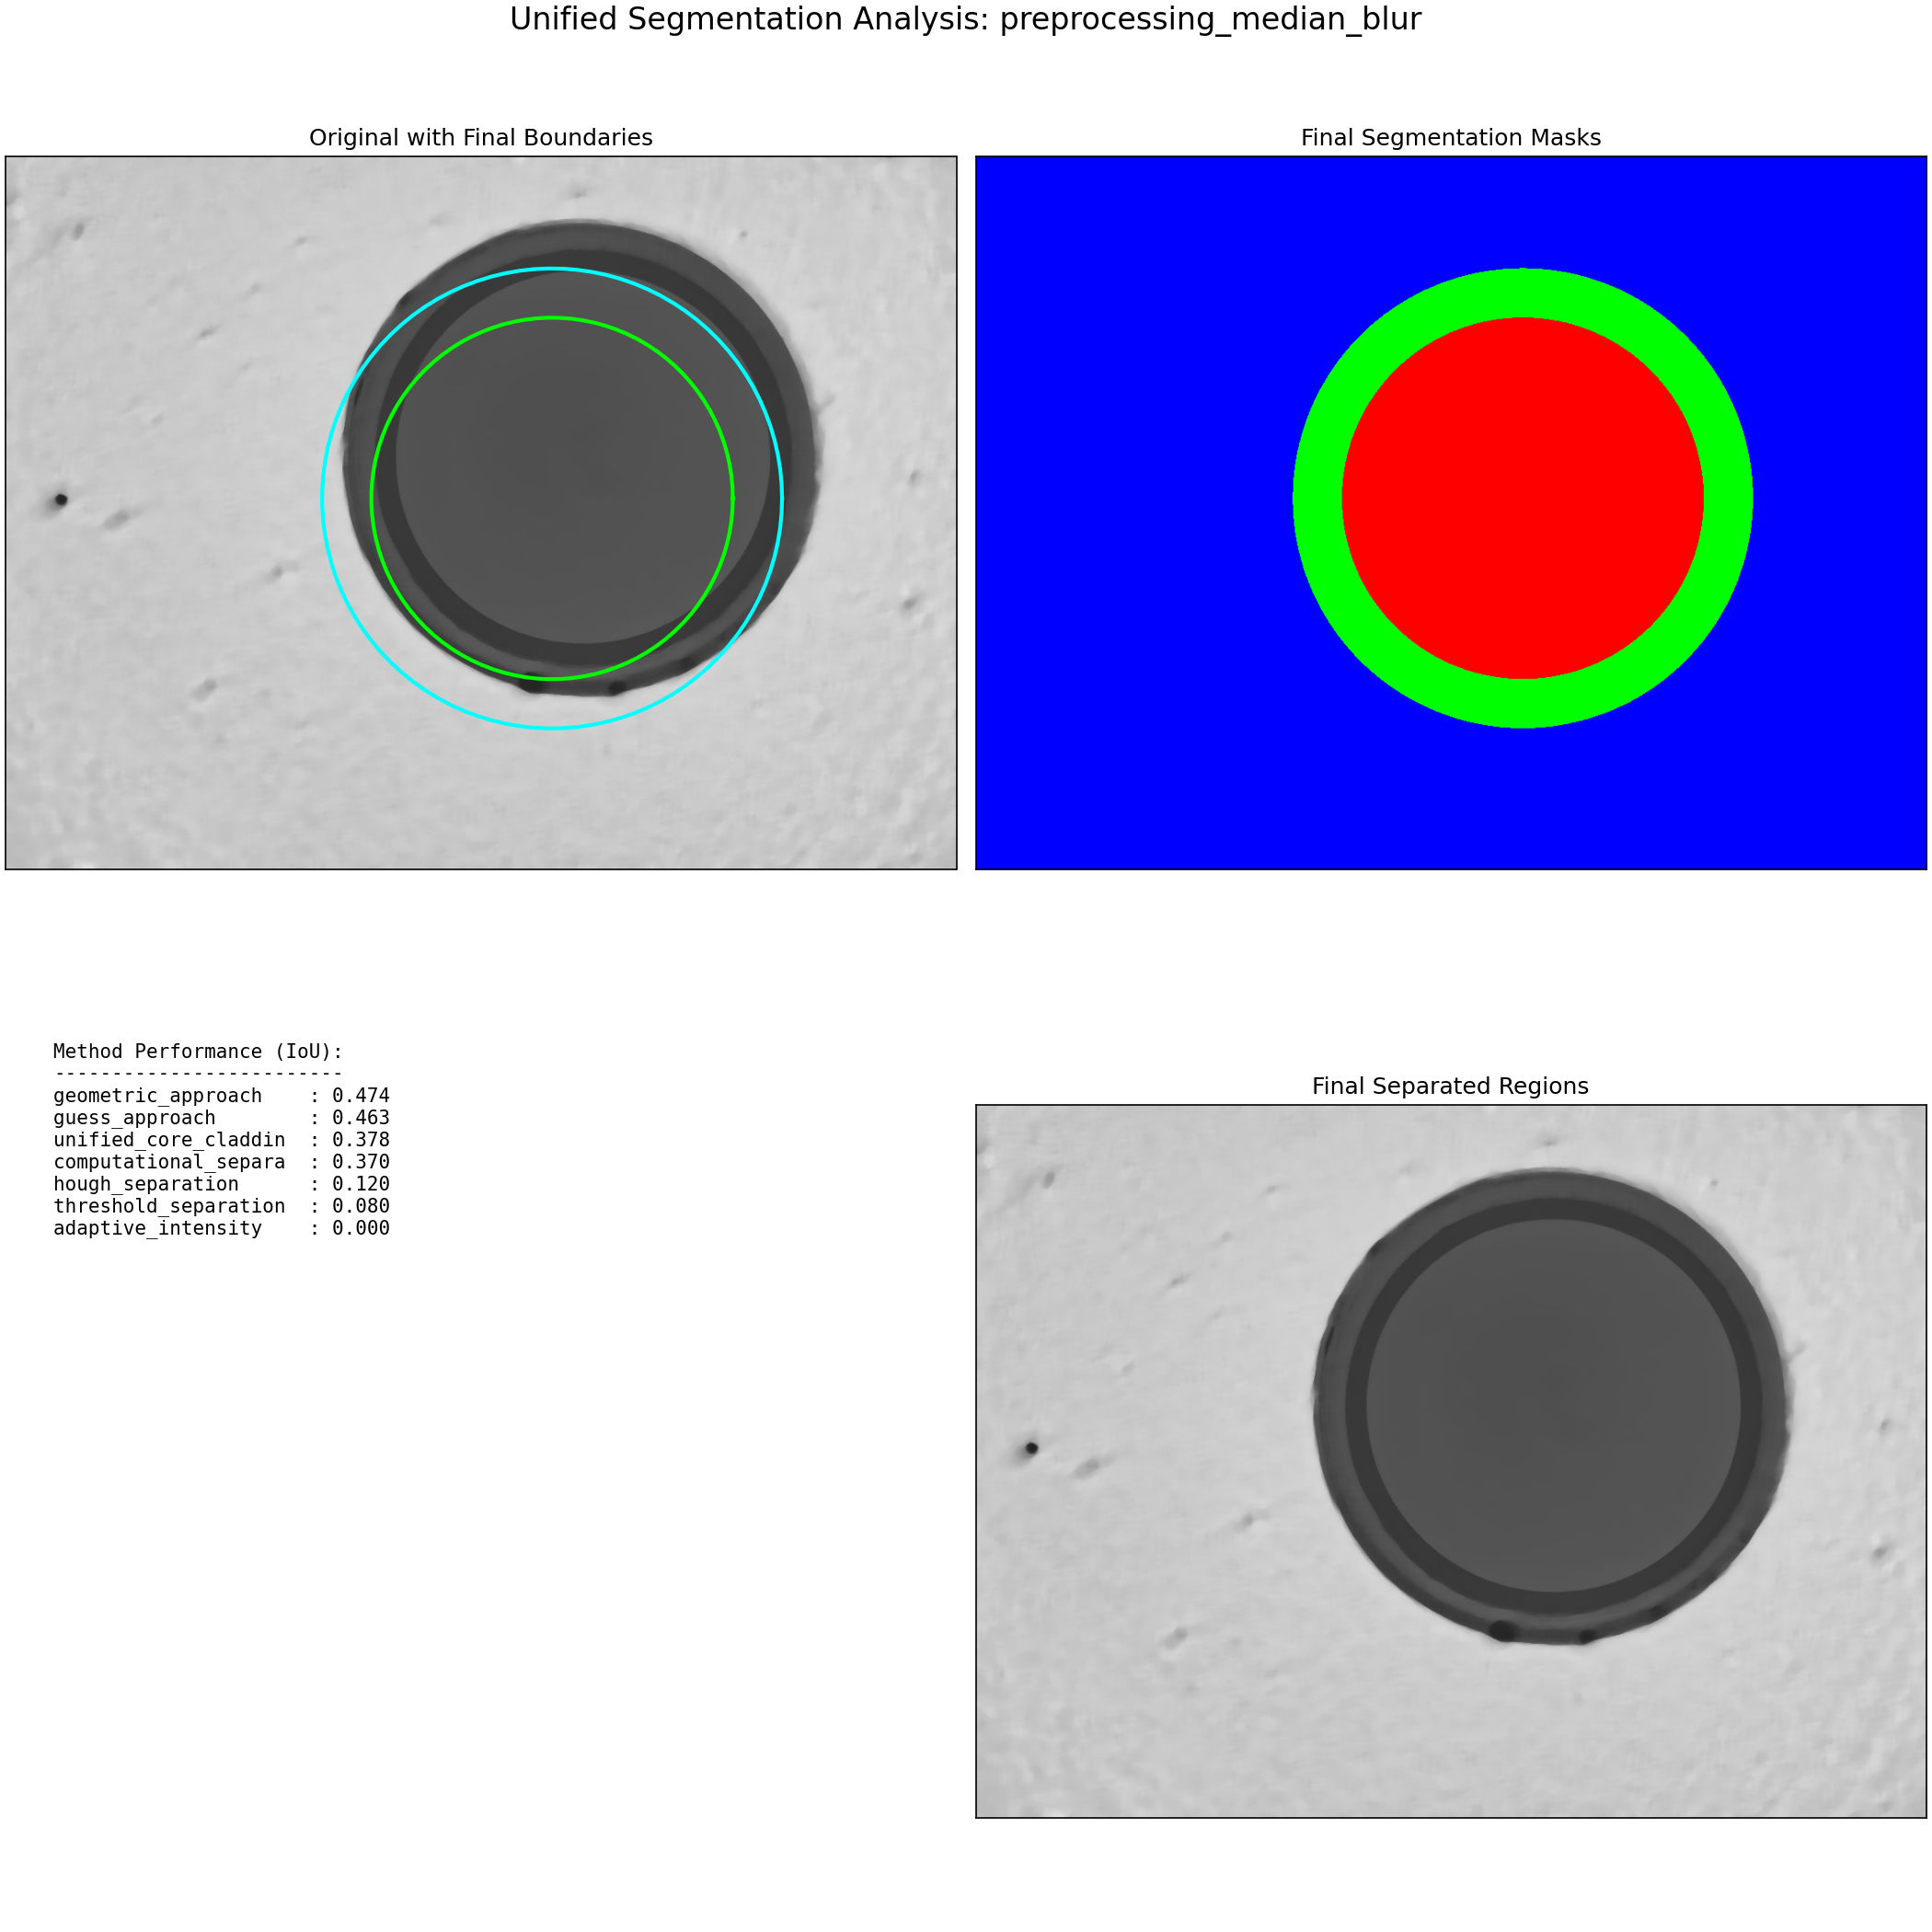 Unified Segmentation Analysis: preprocessing_median_blur
Original with Final Boundaries
Final Segmentation Masks
Method Performance (IoU):
-------------------------
geometric_approach    : 0.474
guess_approach        : 0.463
unified_core_claddin  : 0.378
computational_separa  : 0.370
hough_separation      : 0.120
threshold_separation  : 0.080
adaptive_intensity    : 0.000
Final Separated Regions